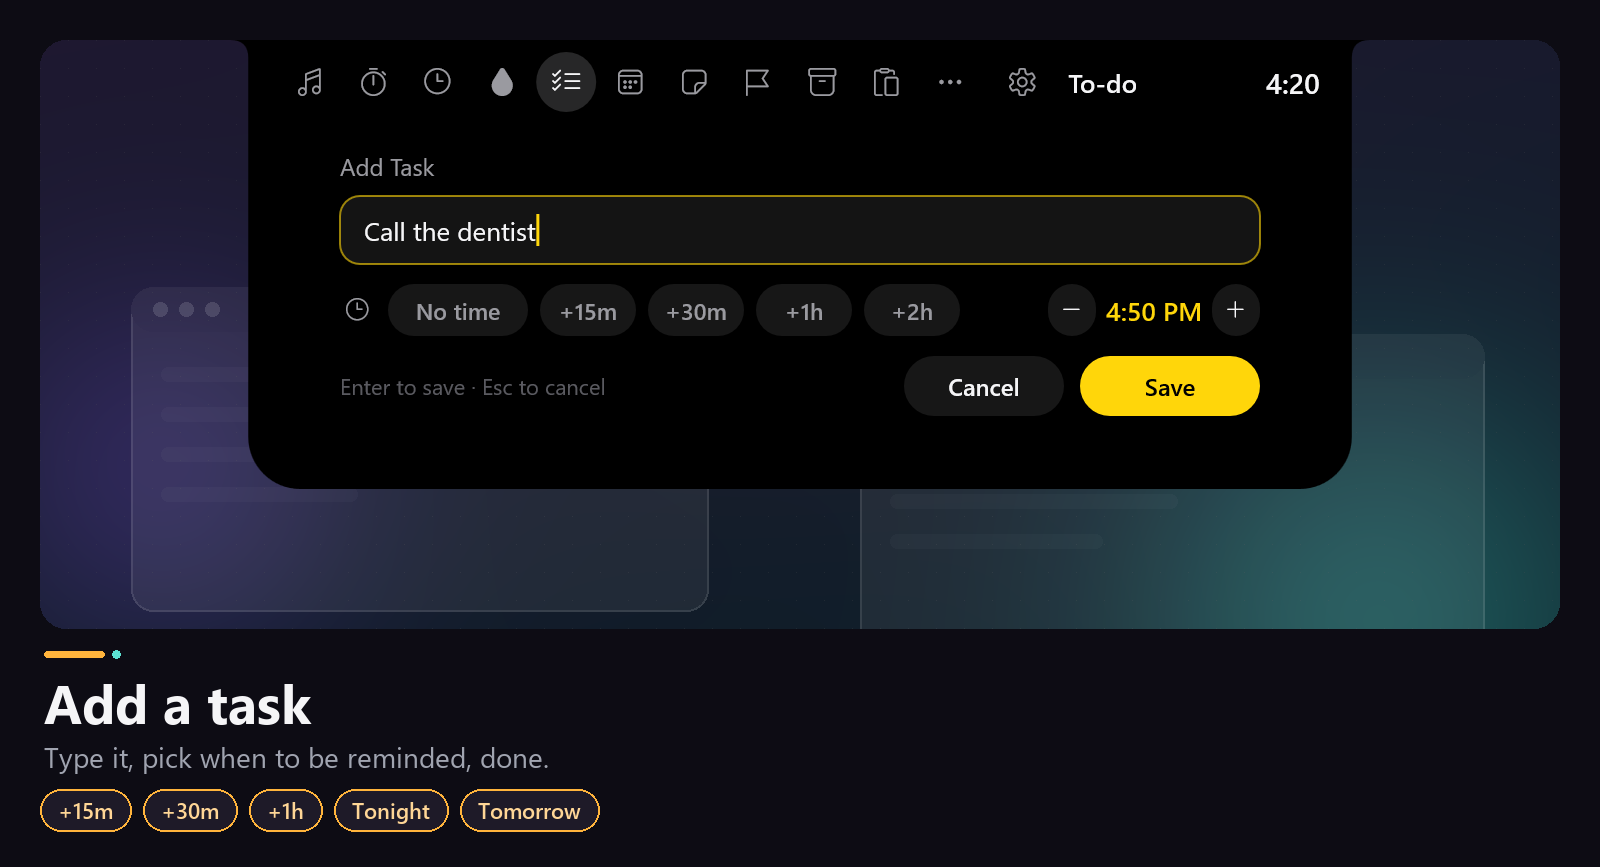 To-do 4:20
Add Task
Call the dentist
No time +15m +30m +1h +2h − 4:50 PM +
Enter to save · Esc to cancel Cancel Save
Add a task
Type it, pick when to be reminded, done.
+15m +30m +1h Tonight Tomorrow